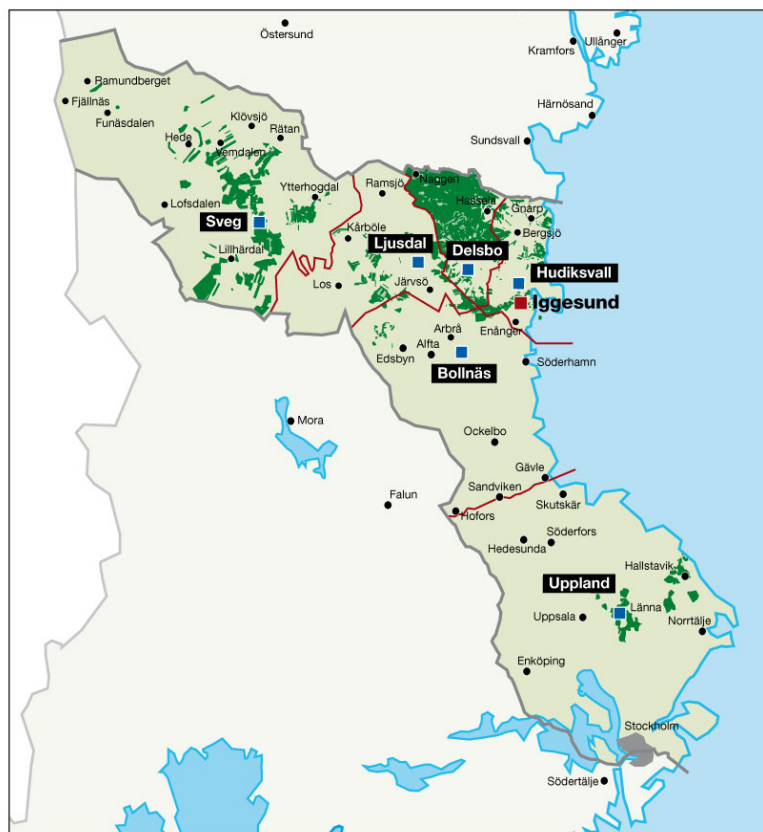 Östersund
Kramfors
Ullånger
Ramundberget
Fjällnäs
Funäsdalen
Härnösand
Klövsjö
Rätan
Hede
Vemdalen
Sundsvall
Naggen
Ytterhogdal
Ramsjö
Hassela
Gnarp
Lofsdalen
Sveg
Kårböle
Bergsjö
Ljusdal
Delsbo
Lillhärdal
Hudiksvall
Los
Järvsö
Iggesund
Enånger
Arbrå
Alfta
Edsbyn
Söderhamn
Bollnäs
Mora
Ockelbo
Gävle
Sandviken
Falun
Skutskär
Hofors
Söderfors
Hedesunda
Hallstavik
Uppland
Länna
Uppsala
Norrtälje
Enköping
Stockholm
Södertälje